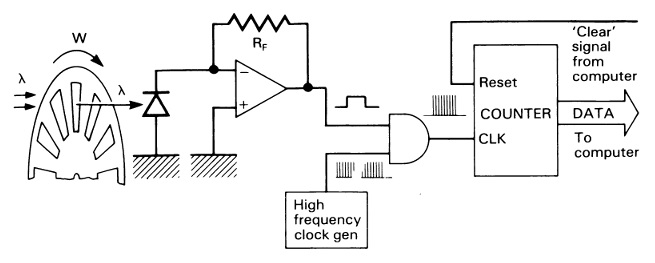 W
λ
λ
R_F
−
+
High
frequency
clock gen
Reset
COUNTER
CLK
'Clear'
signal
from
computer
DATA
To
computer